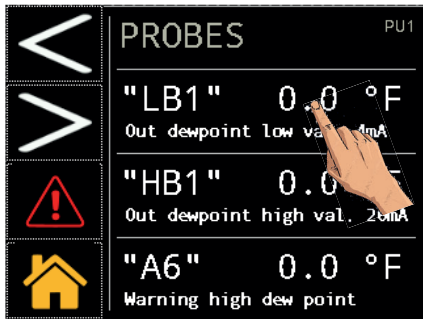 PROBES
PU1
"LB1" 0.0 °F
Out dewpoint low val. 4mA
"HB1" 0.0 °F
Out dewpoint high val. 20mA
"A6" 0.0 °F
Warning high dew point